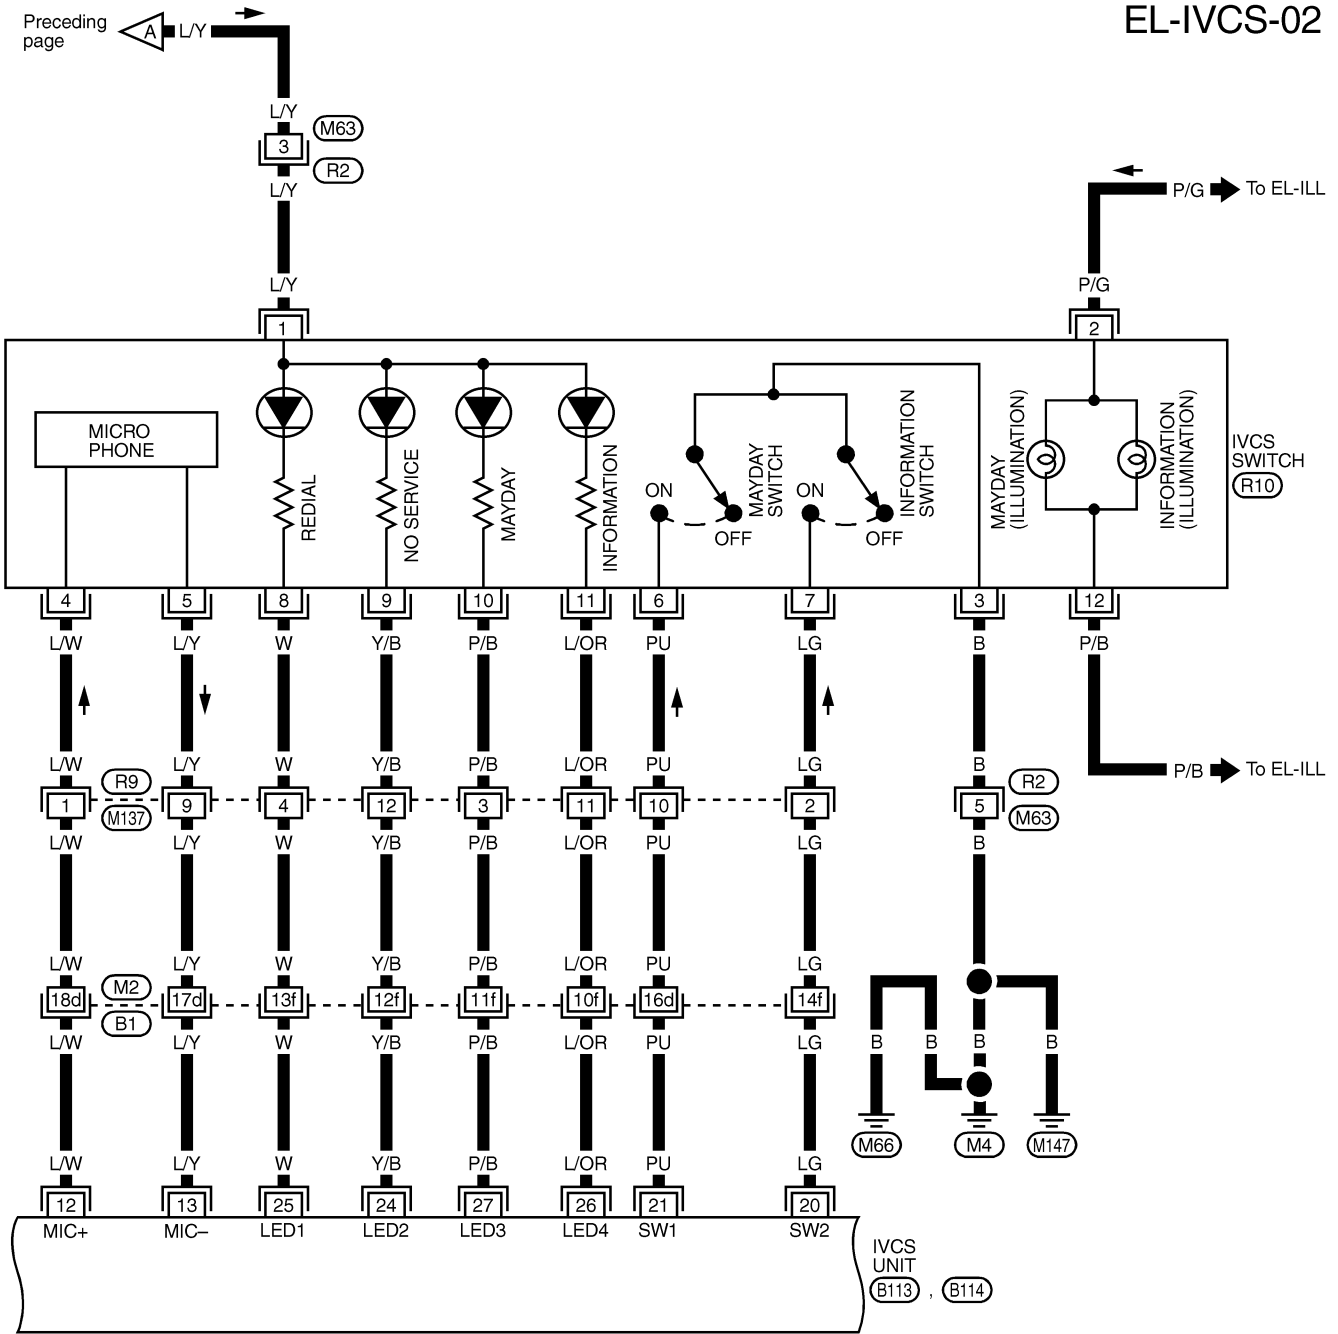 EL-IVCS-02
Preceding
page
A L/Y
L/Y
M63
3
R2
L/Y
P/G To EL-ILL
L/Y P/G
1 2
MICRO
PHONE
REDIAL
NO SERVICE
MAYDAY
INFORMATION
ON
OFF
MAYDAY
SWITCH
ON
OFF
INFORMATION
SWITCH
MAYDAY
(ILLUMINATION)
INFORMATION
(ILLUMINATION)
IVCS
SWITCH
R10
4 5 8 9 10 11 6 7 3 12
L/W L/Y W Y/B P/B L/OR PU LG B P/B
L/W L/Y W Y/B P/B L/OR PU LG B P/B To EL-ILL
R9 R2
1 9 4 12 3 11 10 2 5
M137 M63
L/W L/Y W Y/B P/B L/OR PU LG B
L/W L/Y W Y/B P/B L/OR PU LG
M2
18d 17d 13f 12f 11f 10f 16d 14f
B1
L/W L/Y W Y/B P/B L/OR PU LG B B B B
M66 M4 M147
L/W L/Y W Y/B P/B L/OR PU LG
12 13 25 24 27 26 21 20
MIC+ MIC– LED1 LED2 LED3 LED4 SW1 SW2
IVCS
UNIT
B113 , B114